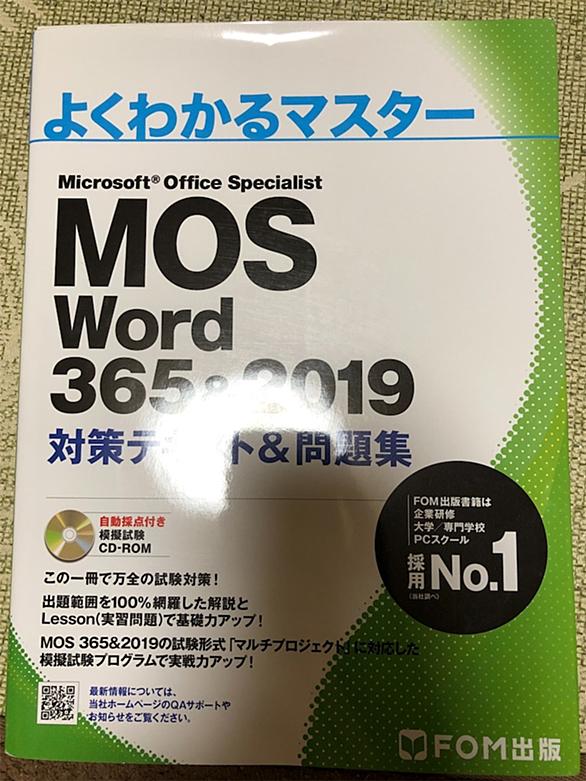 よくわかるマスター
Microsoft® Office Specialist
MOS
Word
365&2019
対策テキスト&問題集
自動採点付き
模擬試験
CD-ROM
FOM出版書籍は
企業研修
大学/専門学校
PCスクール
採用No.1
(当社調べ)
この一冊で万全の試験対策!
出題範囲を100%網羅した解説と
Lesson(実習問題)で基礎力アップ!
MOS 365&2019の試験形式「マルチプロジェクト」に対応した
模擬試験プログラムで実戦力アップ!
最新情報については、
当社ホームページのQAサポートや
お知らせをご覧ください。
FOM出版